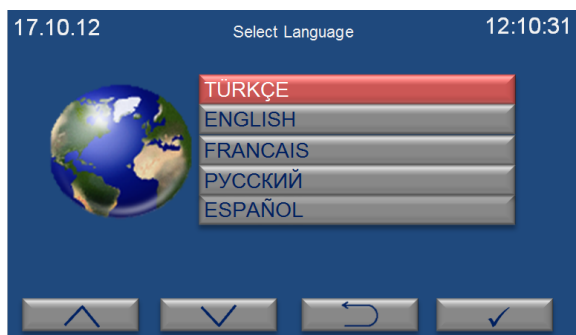 17.10.12 Select Language 12:10:31
TÜRKÇE
ENGLISH
FRANCAIS
РУССКИЙ
ESPAÑOL